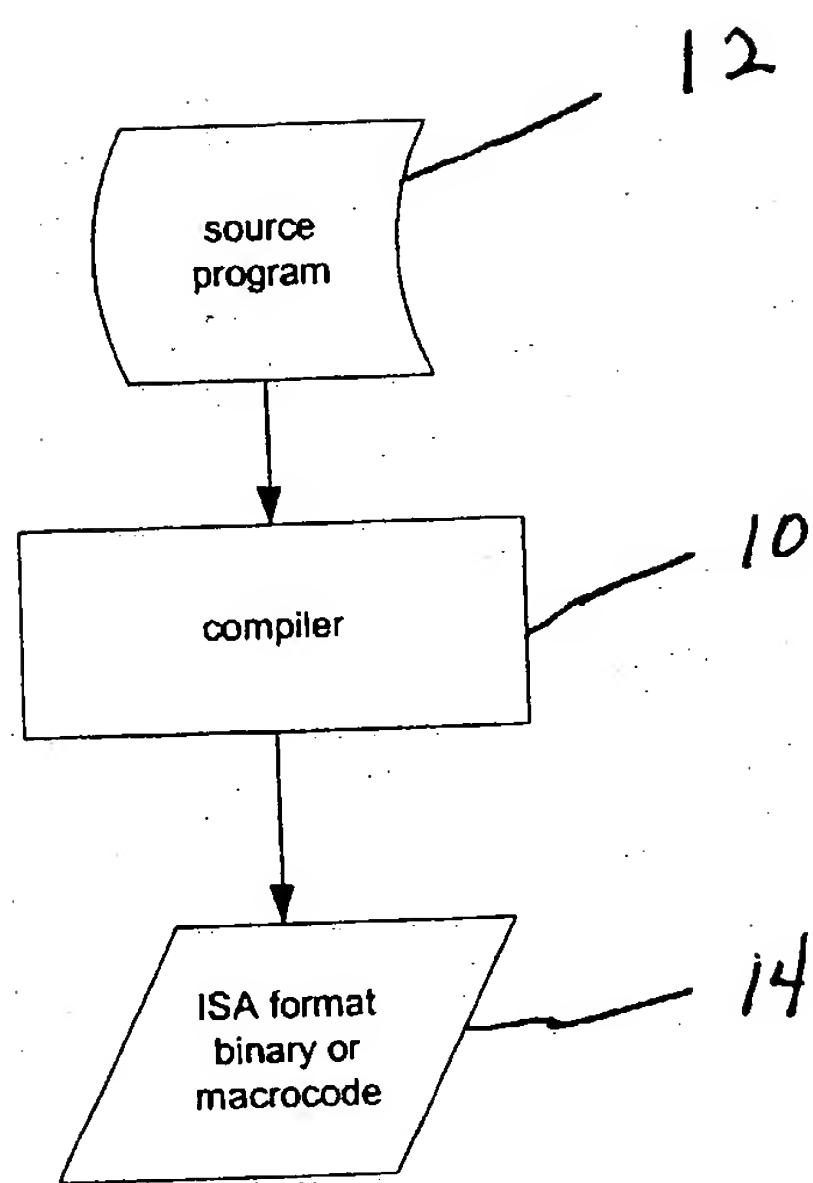 12
source
program
10
compiler
14
ISA format
binary or
macrocode